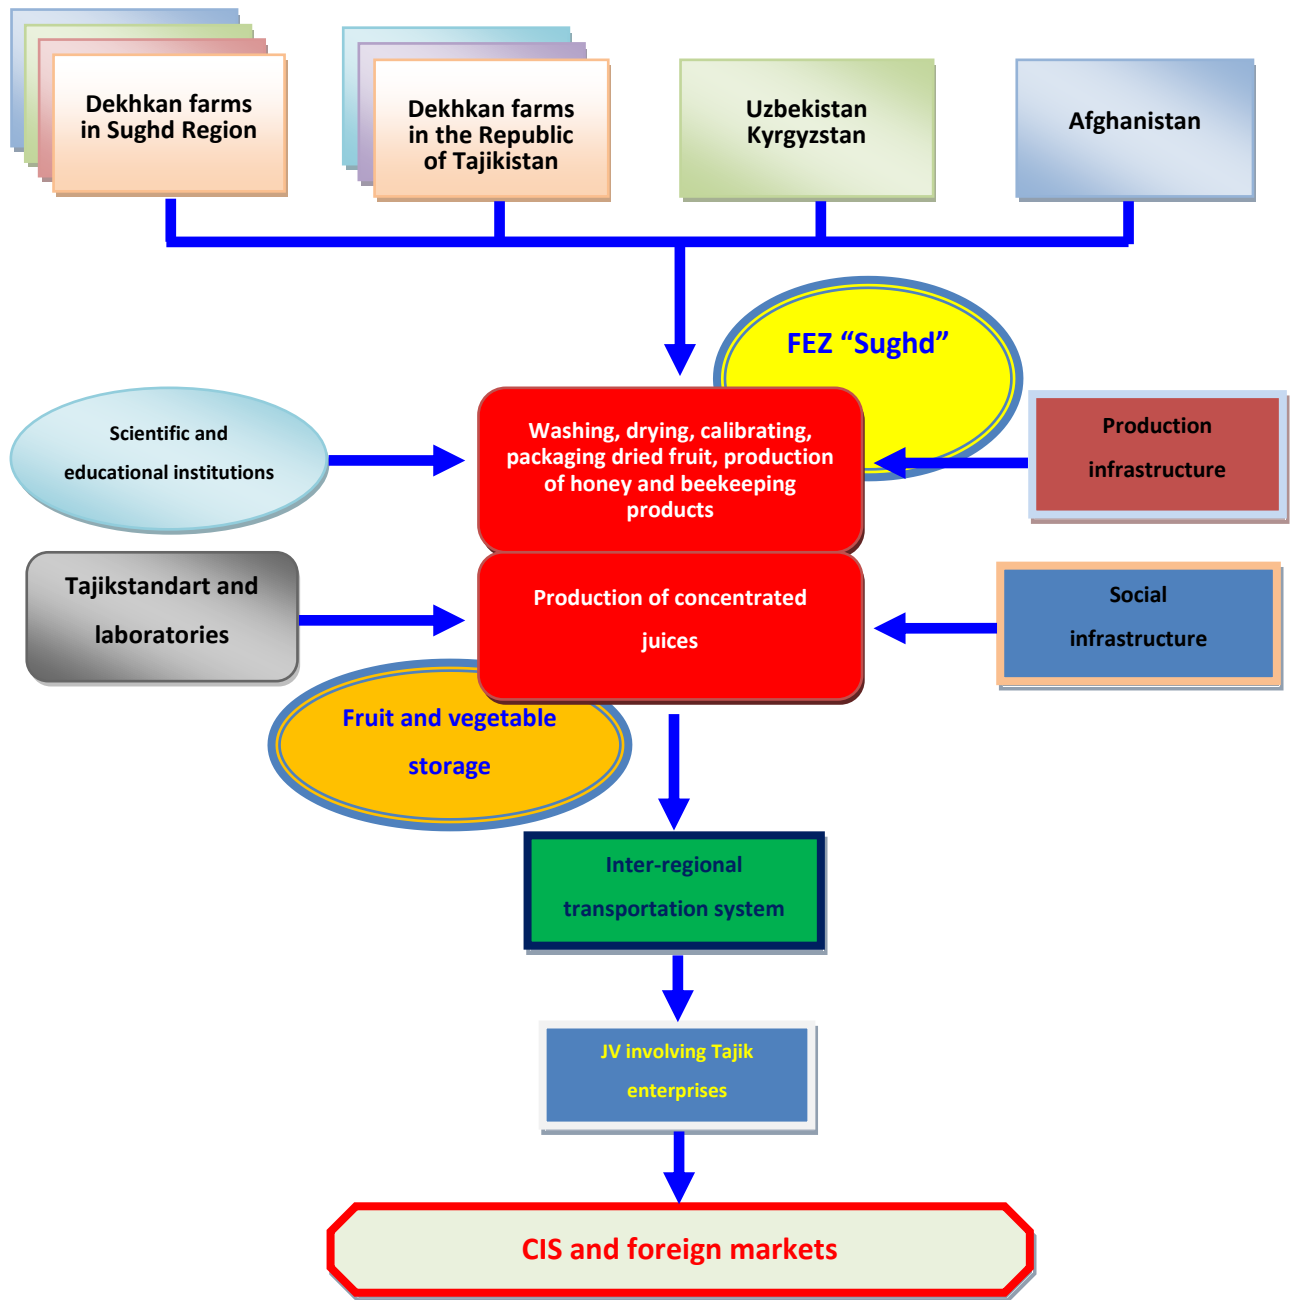 Dekhkan farms
in Sughd Region
Dekhkan farms
in the Republic
of Tajikistan
Uzbekistan
Kyrgyzstan
Afghanistan
FEZ “Sughd”
Scientific and
educational institutions
Washing, drying, calibrating,
packaging dried fruit, production
of honey and beekeeping
products
Production
infrastructure
Tajikstandart and
laboratories
Production of concentrated
juices
Social
infrastructure
Fruit and vegetable
storage
Inter-regional
transportation system
JV involving Tajik
enterprises
CIS and foreign markets